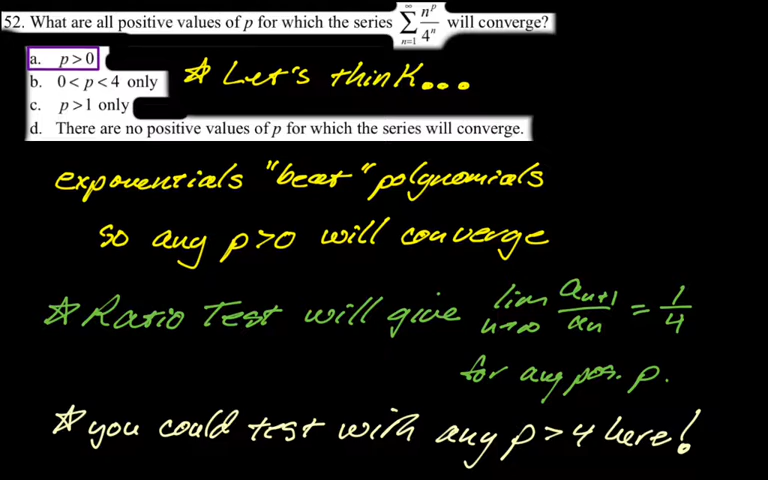 52. What are all positive values of p for which the series ∑_{n=1}^{∞} n^p/4^n will converge?
a. p > 0
b. 0 < p < 4 only
c. p > 1 only
d. There are no positive values of p for which the series will converge.
☆ Let's think...
exponentials "beat" polynomials
so any p>0 will converge
☆ Ratio Test will give lim_{n→∞} a_{n+1}/a_n = 1/4
for any pos. p.
☆ you could test with any p > 4 here!